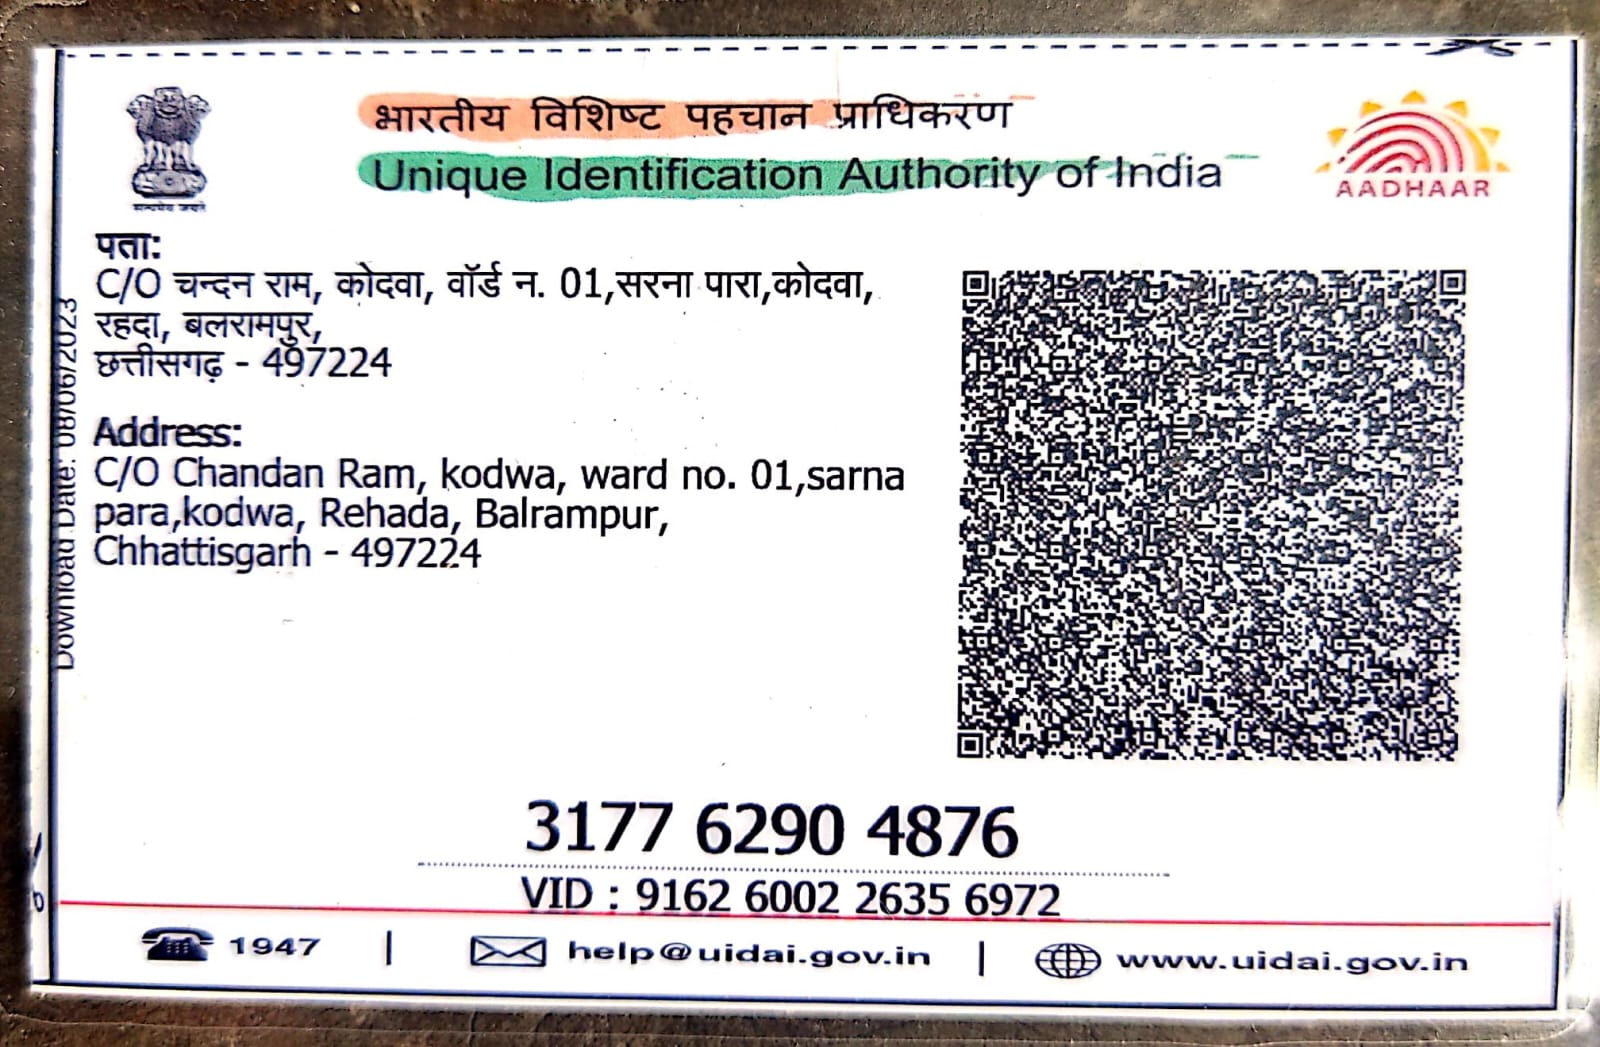 भारतीय विशिष्ट पहचान प्राधिकरण
Unique Identification Authority of India
AADHAAR
सत्यमेव जयते
पता:
C/O चन्दन राम, कोदवा, वॉर्ड न. 01,सरना पारा,कोदवा,
रहदा, बलरामपुर,
छत्तीसगढ़ - 497224
Download Date: 08/06/2023
Address:
C/O Chandan Ram, kodwa, ward no. 01,sarna
para,kodwa, Rehada, Balrampur,
Chhattisgarh - 497224
3177 6290 4876
VID : 9162 6002 2635 6972
1947 | help@uidai.gov.in | www.uidai.gov.in